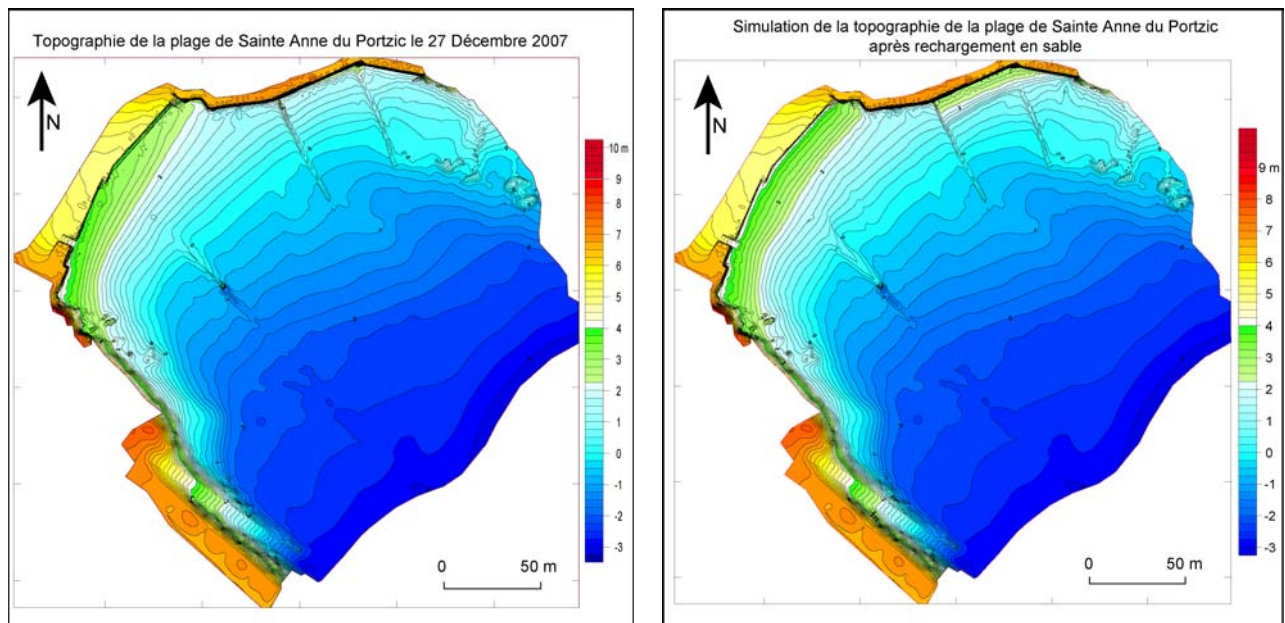 Topographie de la plage de Sainte Anne du Portzic le 27 Décembre 2007
N
10 m
9
8
7
6
5
4
3
2
1
0
-1
-2
-3
0 50 m
Simulation de la topographie de la plage de Sainte Anne du Portzic
après rechargement en sable
N
9 m
8
7
6
5
4
3
2
1
0
-1
-2
-3
0 50 m